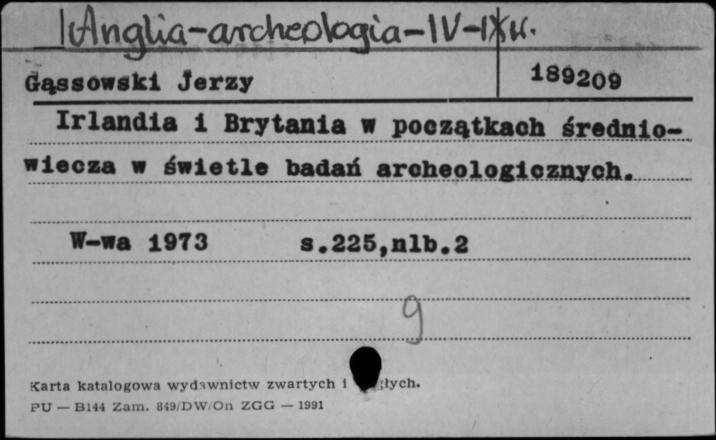 Anglia-archeologia-IV-IX w.
Gąssowski Jerzy 189209
Irlandia i Brytania w początkach średnio-
wiecza w świetle badań archeologicznych.
W-wa 1973 s.225,nlb.2
9
Karta katalogowa wydawnictw zwartych i
PU — B144 Zam. 849/DW/On ZGG — 1991